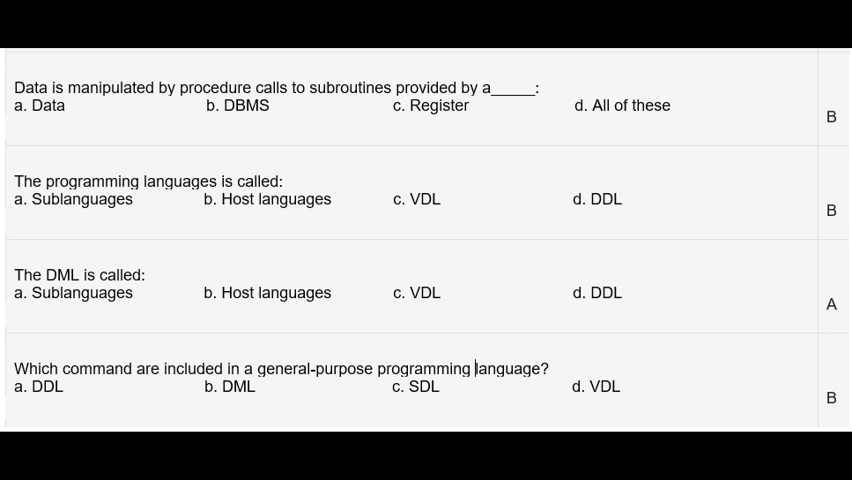 Data is manipulated by procedure calls to subroutines provided by a_____:
a. Data b. DBMS c. Register d. All of these
B
The programming languages is called:
a. Sublanguages b. Host languages c. VDL d. DDL
B
The DML is called:
a. Sublanguages b. Host languages c. VDL d. DDL
A
Which command are included in a general-purpose programming language?
a. DDL b. DML c. SDL d. VDL
B